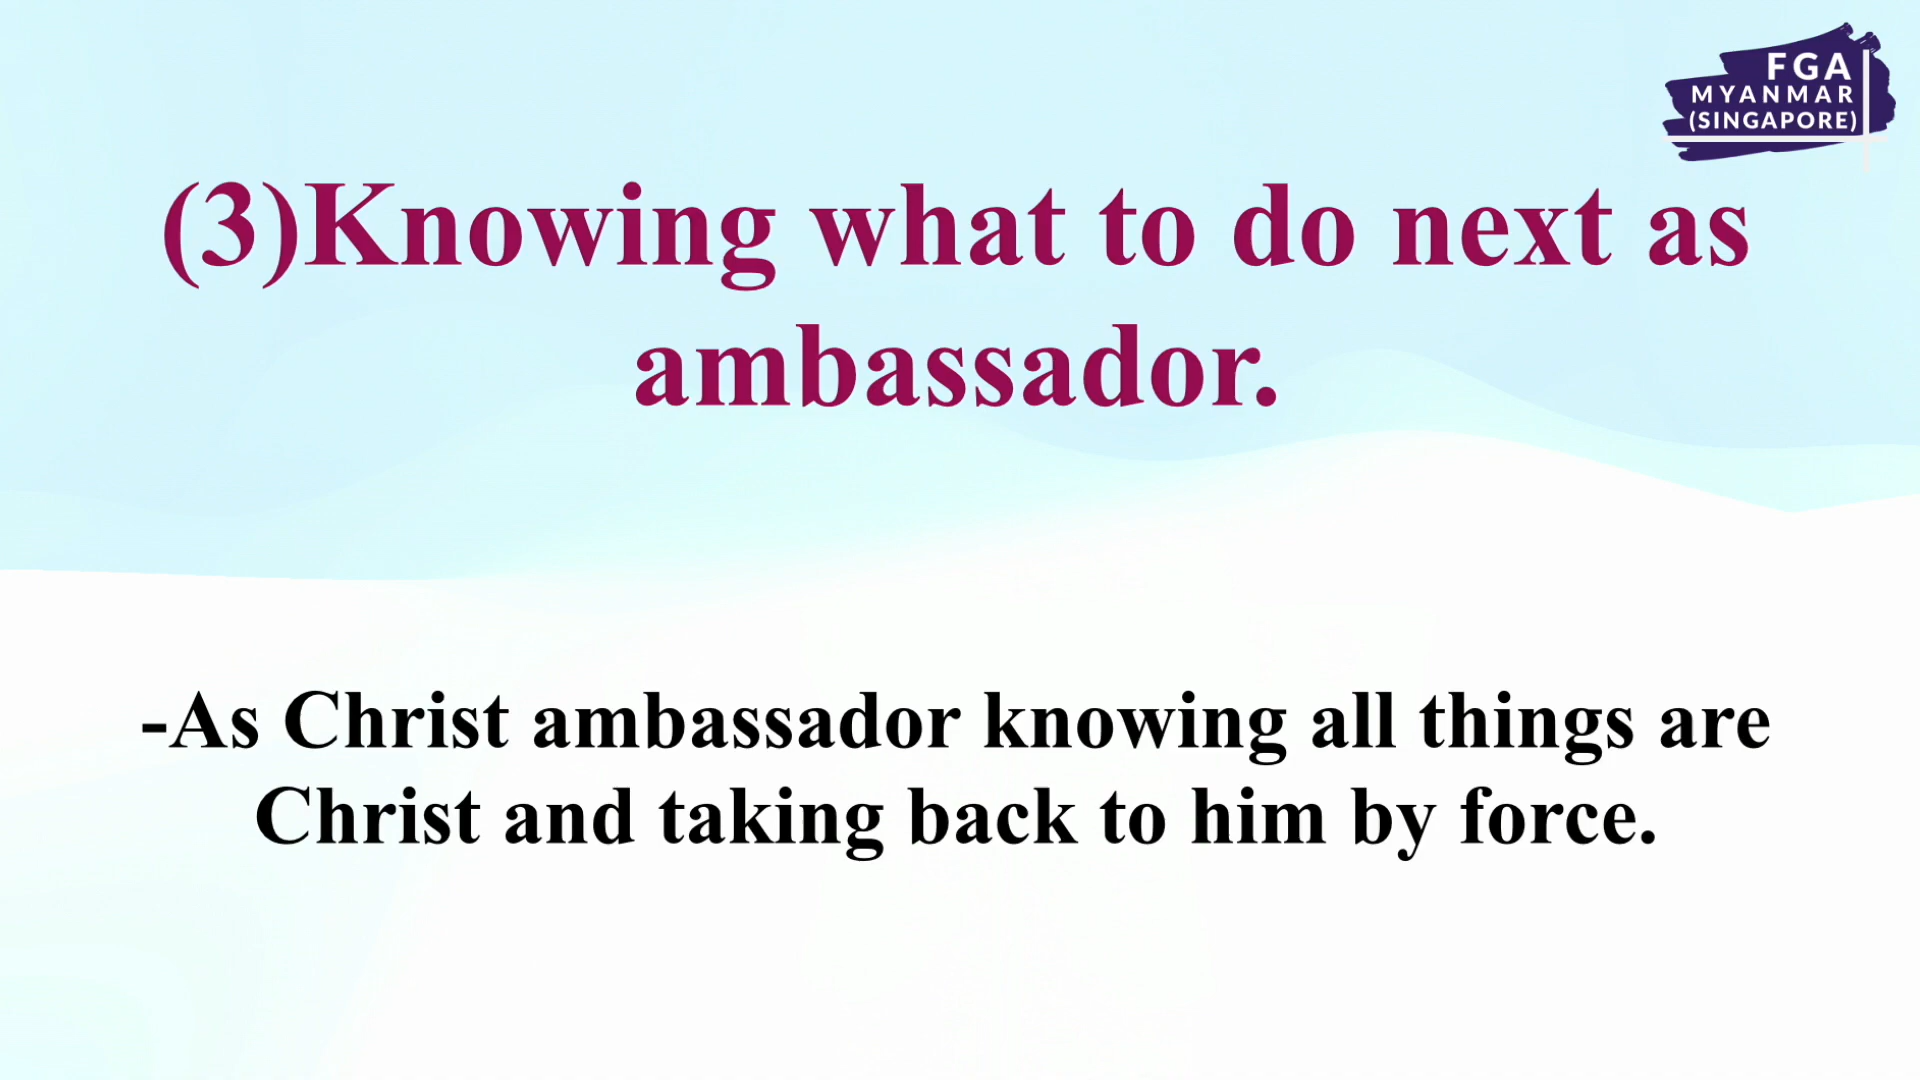 FGA
MYANMAR
(SINGAPORE)
(3)Knowing what to do next as
ambassador.
-As Christ ambassador knowing all things are
Christ and taking back to him by force.